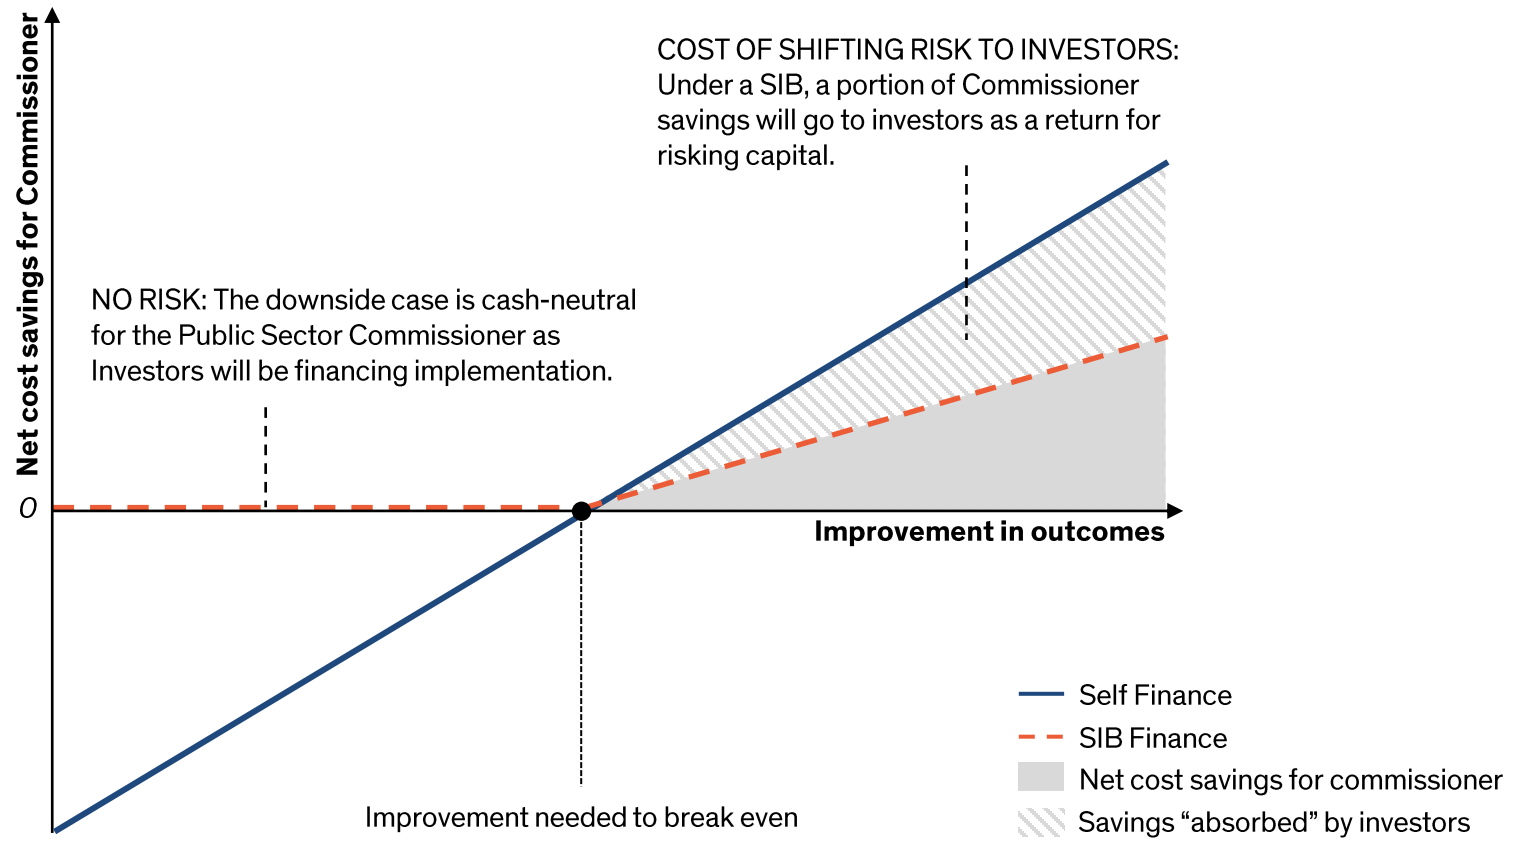 Net cost savings for Commissioner
COST OF SHIFTING RISK TO INVESTORS:
Under a SIB, a portion of Commissioner
savings will go to investors as a return for
risking capital.
NO RISK: The downside case is cash-neutral
for the Public Sector Commissioner as
Investors will be financing implementation.
0
Improvement in outcomes
Improvement needed to break even
Self Finance
SIB Finance
Net cost savings for commissioner
Savings “absorbed” by investors